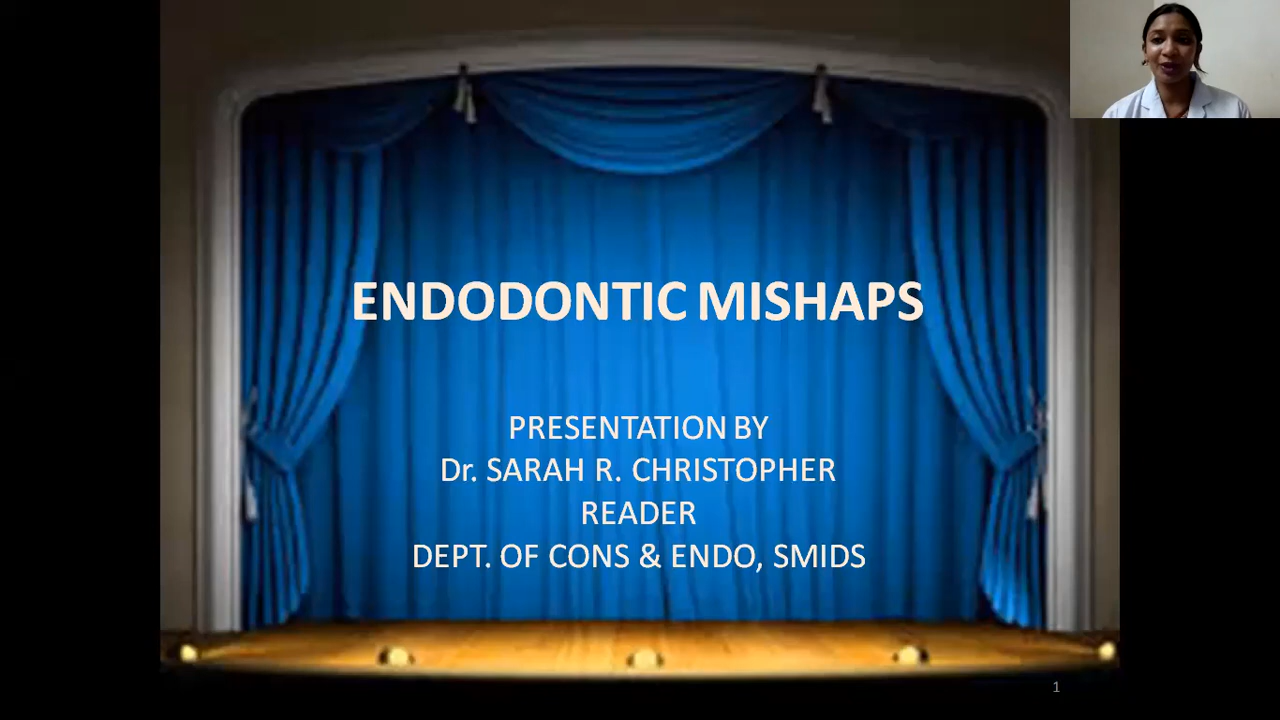 ENDODONTIC MISHAPS
PRESENTATION BY
Dr. SARAH R. CHRISTOPHER
READER
DEPT. OF CONS & ENDO, SMIDS
1